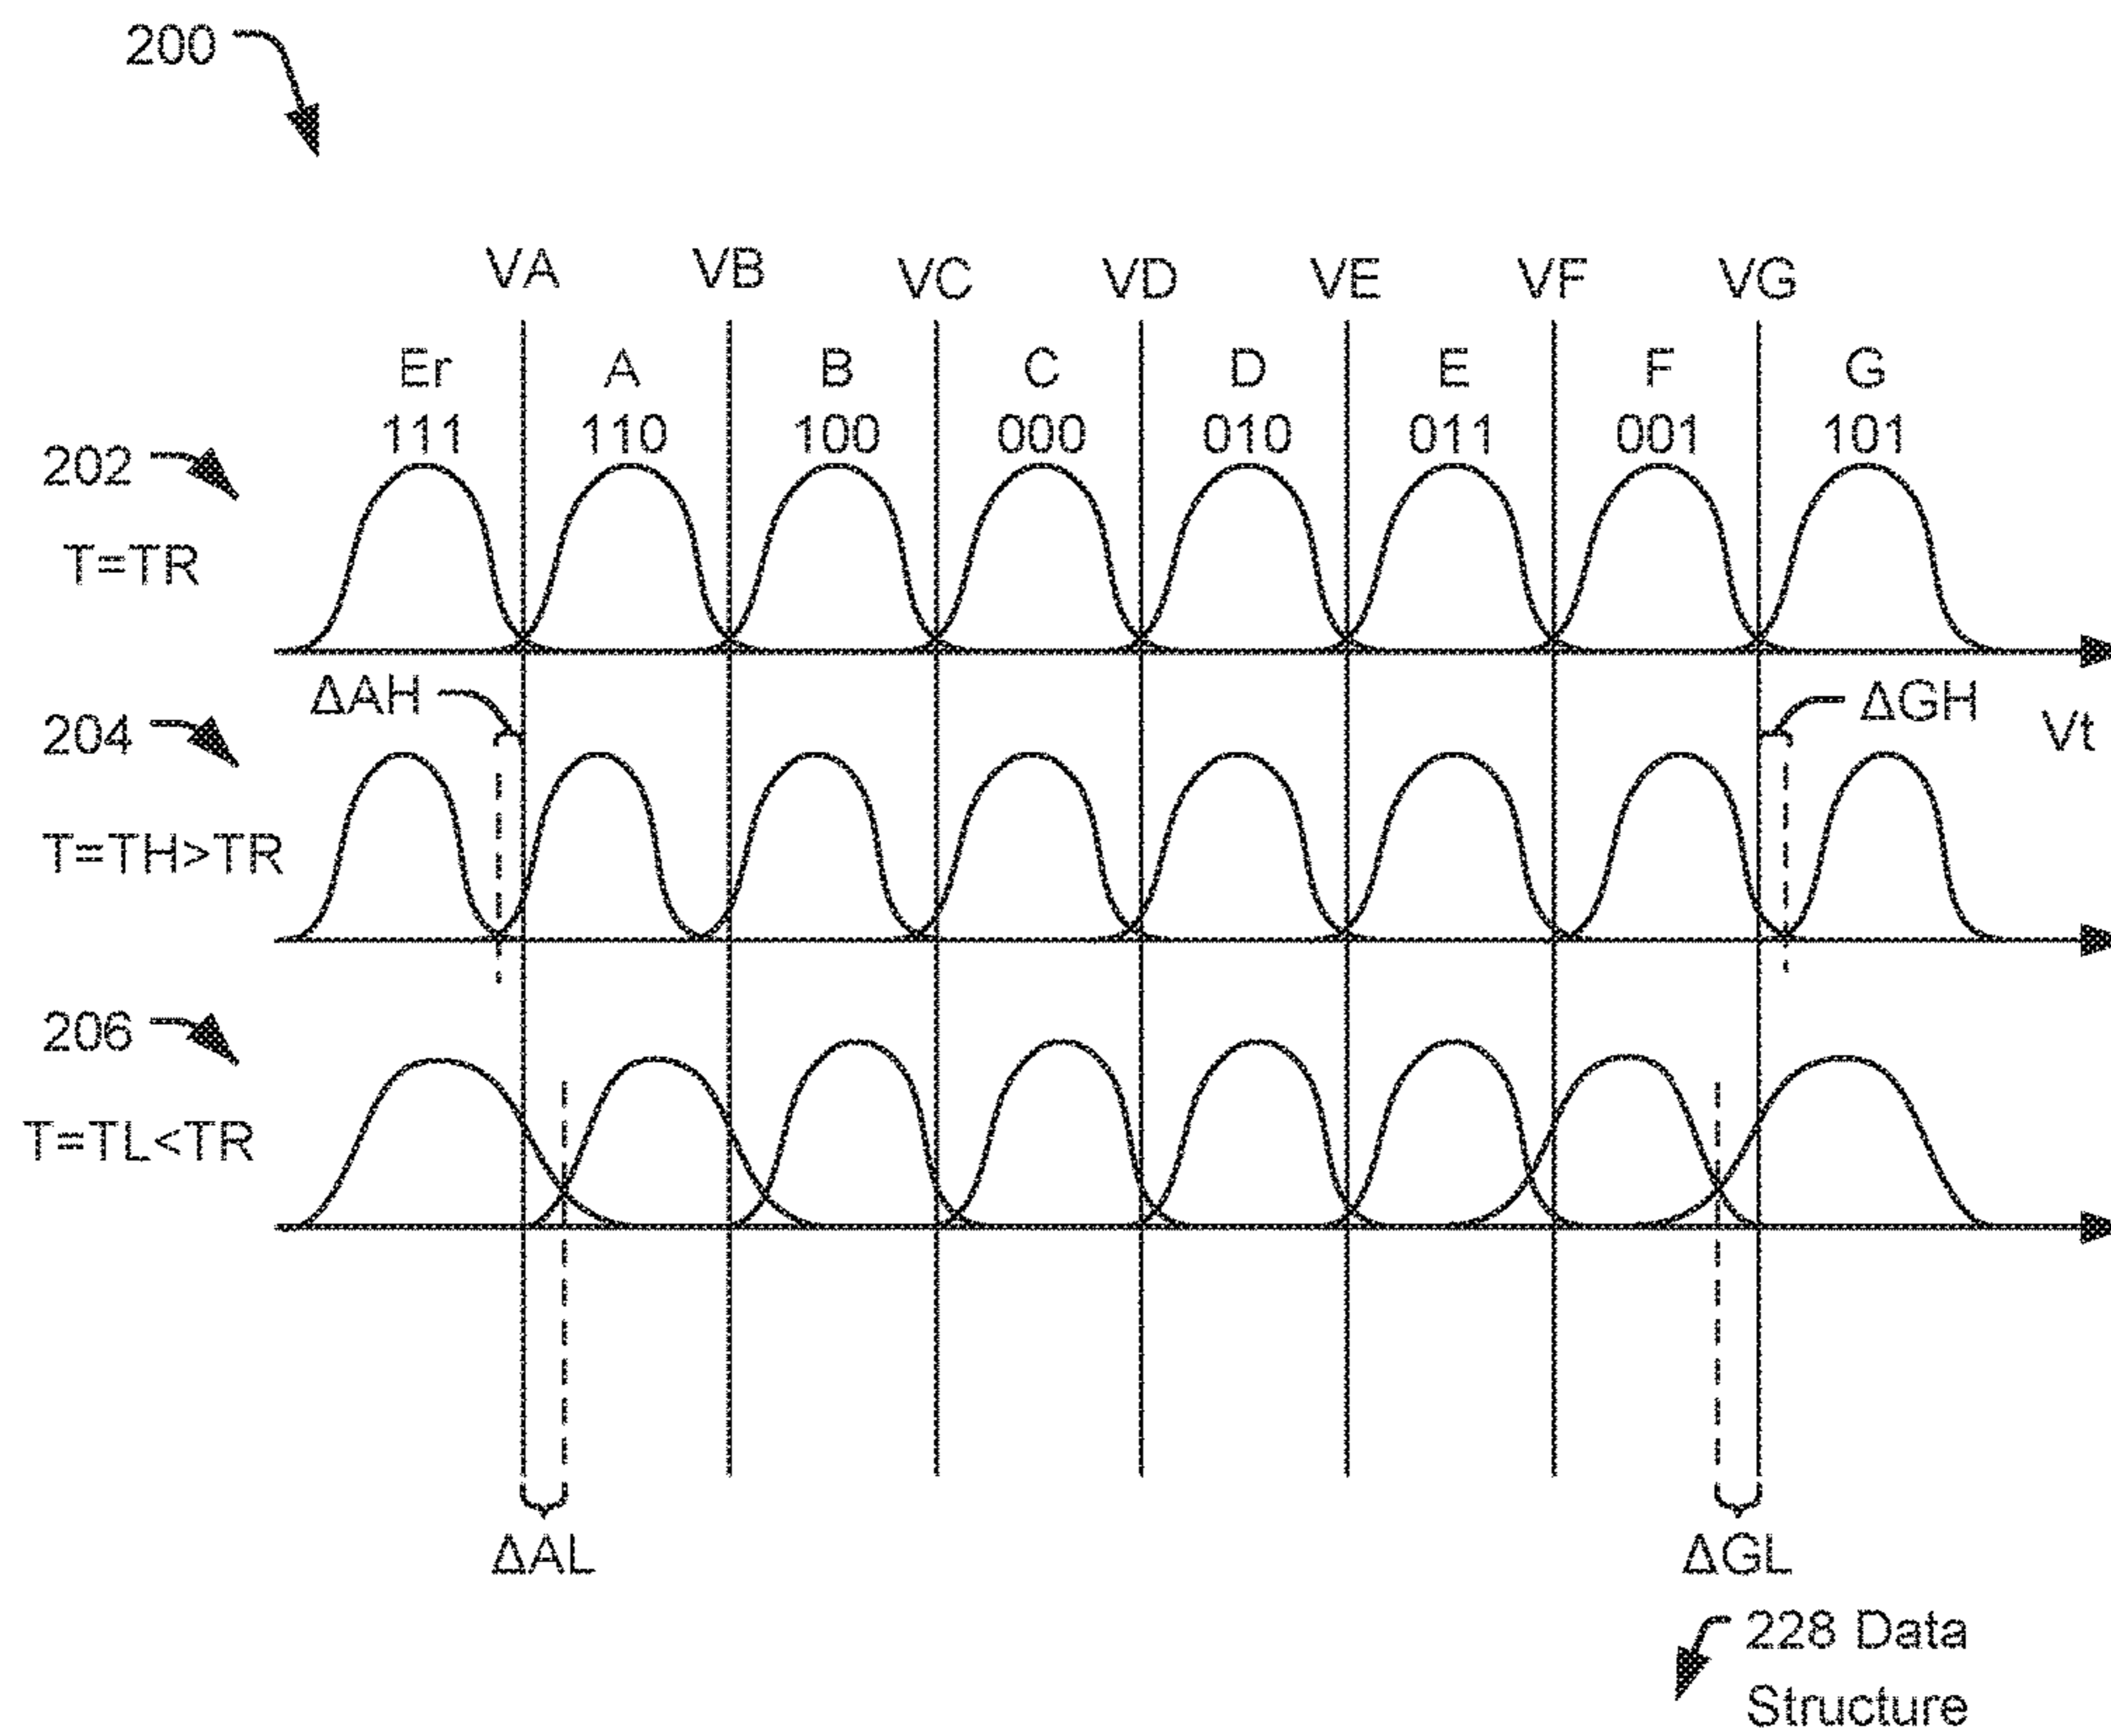 200
VA VB VC VD VE VF VG
Er A B C D E F G
111 110 100 000 010 011 001 101
202
T=TR
ΔAH ΔGH
204 Vt
T=TH>TR
206
T=TL<TR
ΔAL ΔGL
228 Data
Structure